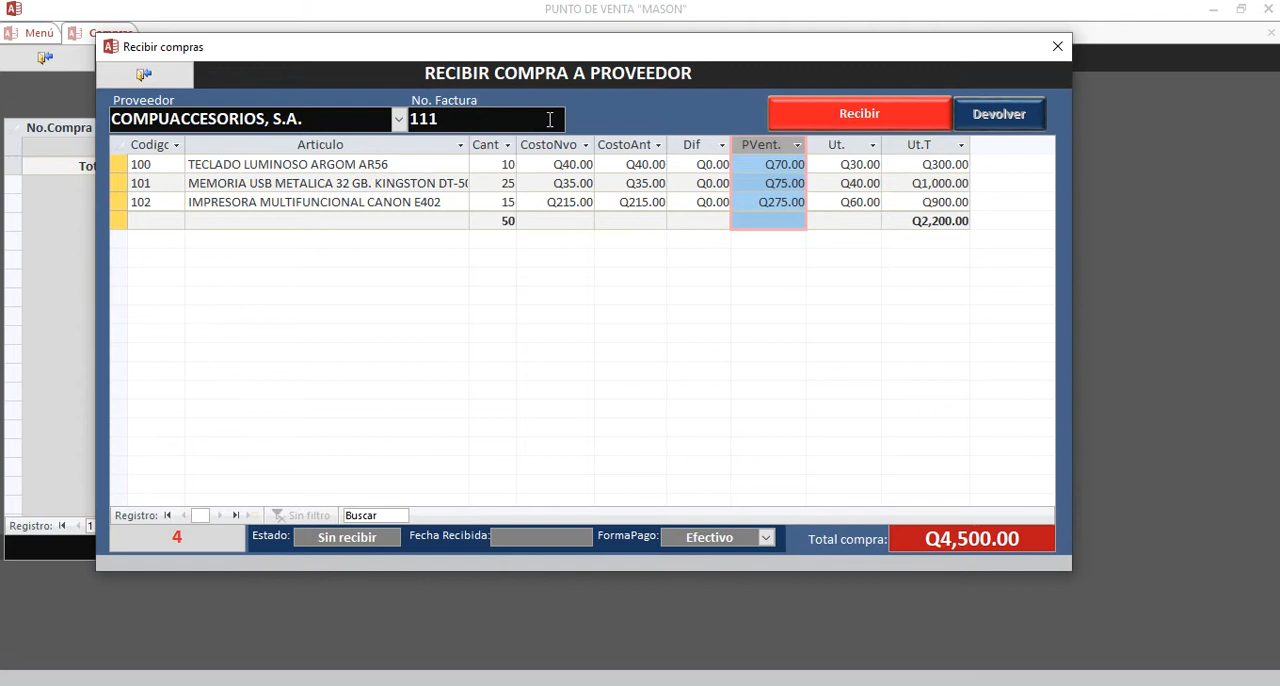 PUNTO DE VENTA "MASON"
Menú
Recibir compras
RECIBIR COMPRA A PROVEEDOR
Proveedor No. Factura
COMPUACCESORIOS, S.A. 111 Recibir Devolver
No.Compra
Codigo Articulo Cant CostoNvo CostoAnt Dif PVent. Ut. Ut.T
100 TECLADO LUMINOSO ARGOM AR56 10 Q40.00 Q40.00 Q0.00 Q70.00 Q30.00 Q300.00
101 MEMORIA USB METALICA 32 GB. KINGSTON DT-50 25 Q35.00 Q35.00 Q0.00 Q75.00 Q40.00 Q1,000.00
102 IMPRESORA MULTIFUNCIONAL CANON E402 15 Q215.00 Q215.00 Q0.00 Q275.00 Q60.00 Q900.00
50 Q2,200.00
Registro: Sin filtro Buscar
Registro: 1
4 Estado: Sin recibir Fecha Recibida: FormaPago: Efectivo Total compra: Q4,500.00